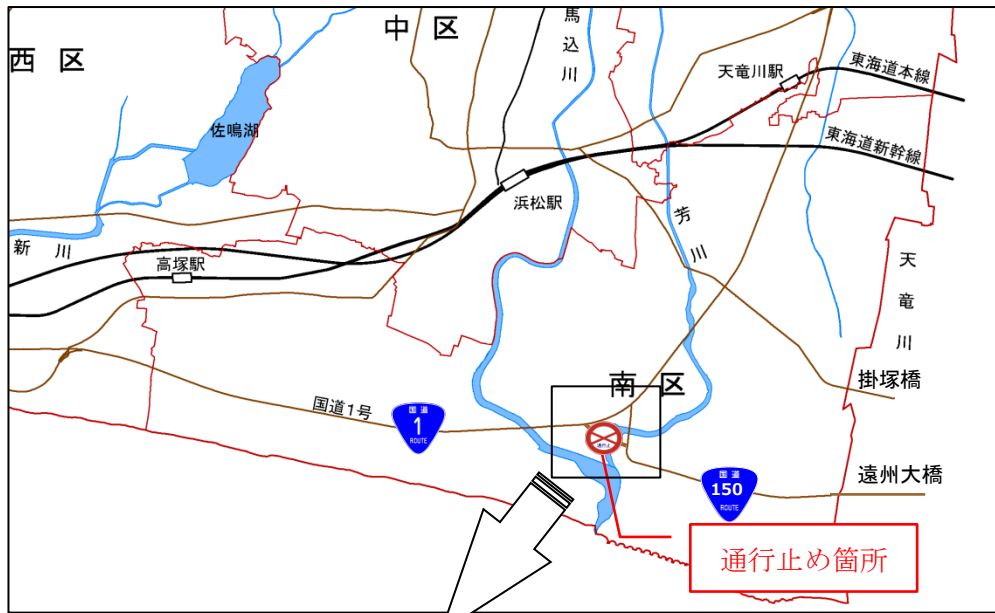 中 区
馬込川
西 区
天竜川駅
東海道本線
佐鳴湖
東海道新幹線
浜松駅
芳川
新 川
高塚駅
天竜川
南 区
掛塚橋
国道1号
国道
1
ROUTE
通行止
遠州大橋
国道
150
ROUTE
通行止め箇所